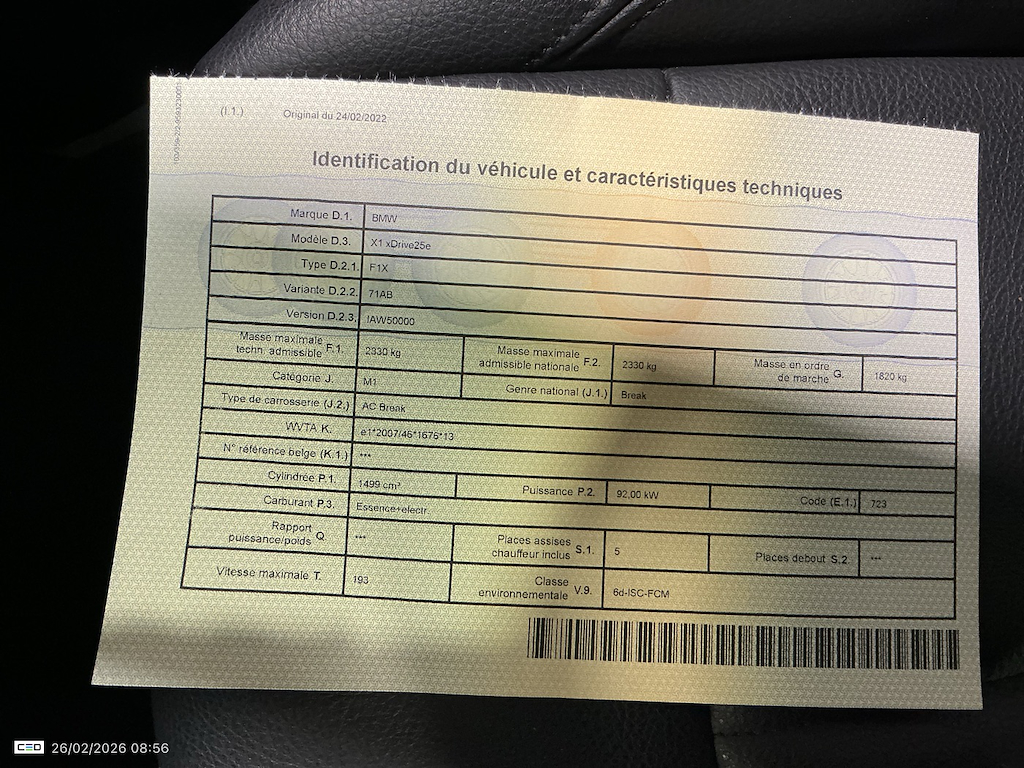 (I.1.) Original du 24/02/2022
Identification du véhicule et caractéristiques techniques
Marque D.1. BMW
Modèle D.3. X1 xDrive25e
Type D.2.1. F1X
Variante D.2.2. 71AB
Version D.2.3. IAW50000
Masse maximale techn. admissible F.1. 2330 kg Masse maximale admissible nationale F.2. 2330 kg Masse en ordre de marche G. 1820 kg
Catégorie J. M1 Genre national (J.1.) Break
Type de carrosserie (J.2.) AC Break
WVTA K. e1*2007/46*1676*13
N° référence belge (K.1.) ***
Cylindrée P.1. 1499 cm³ Puissance P.2. 92,00 kW Code (E.1.) 723
Carburant P.3. Essence+electr.
Rapport puissance/poids Q. *** Places assises chauffeur inclus S.1. 5 Places debout S.2. ***
Vitesse maximale T. 193 Classe environnementale V.9. 6d-ISC-FCM
CEO 26/02/2026 08:56